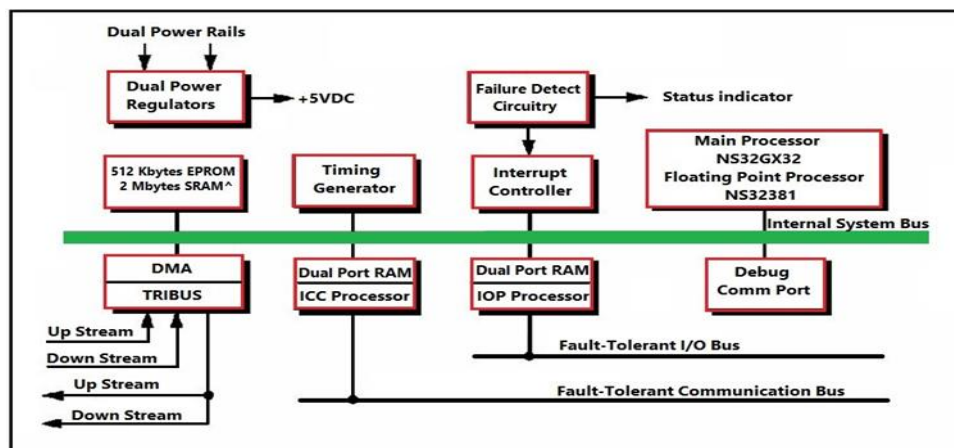 Dual Power Rails
Dual Power
Regulators
+5VDC
Failure Detect
Circuitry
Status indicator
512 Kbytes EPROM
2 Mbytes SRAM^
Timing
Generator
Interrupt
Controller
Main Processor
NS32GX32
Floating Point Processor
NS32381
Internal System Bus
DMA
TRIBUS
Dual Port RAM
ICC Processor
Dual Port RAM
IOP Processor
Debug
Comm Port
Up Stream
Down Stream
Fault-Tolerant I/O Bus
Up Stream
Down Stream
Fault-Tolerant Communication Bus